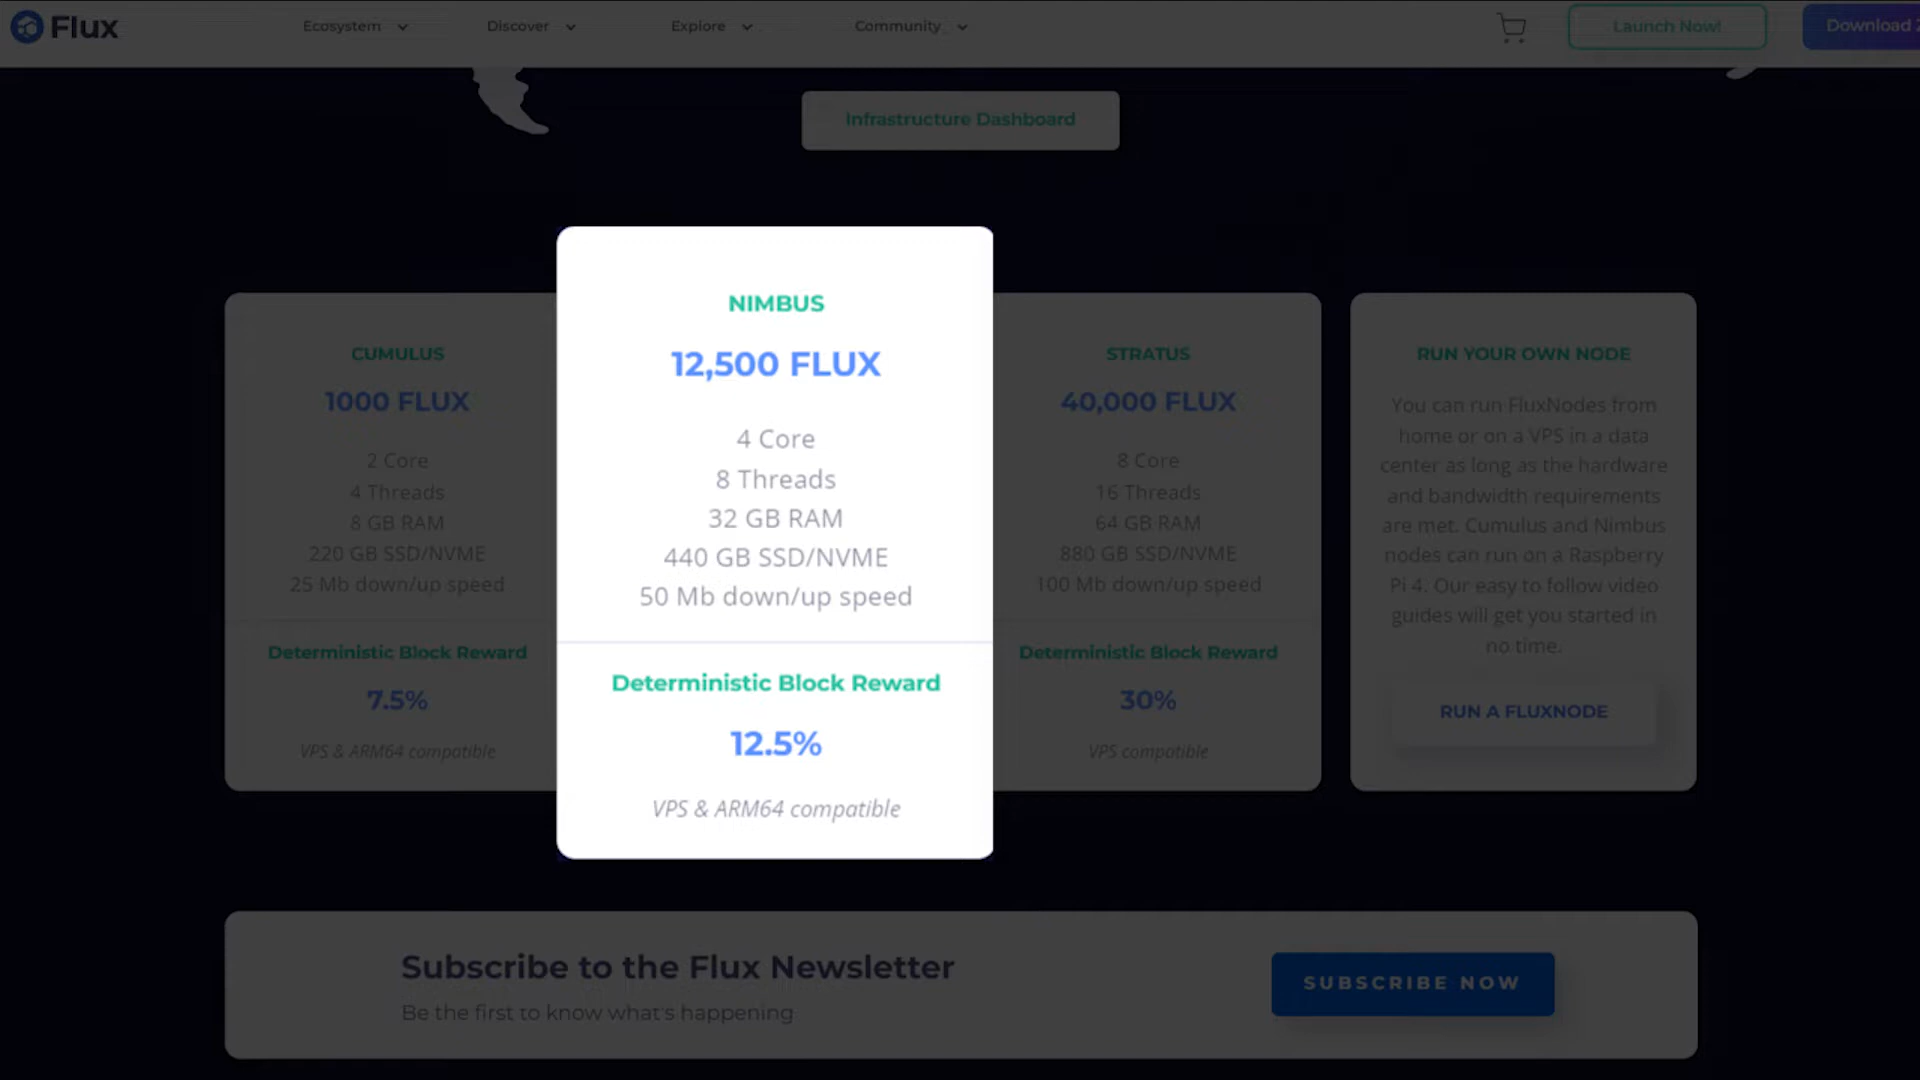 Flux
Ecosystem
Discover
Explore
Community
Launch Now!
Download
Infrastructure Dashboard
CUMULUS
1000 FLUX
2 Core
4 Threads
8 GB RAM
220 GB SSD/NVME
25 Mb down/up speed
Deterministic Block Reward
7.5%
VPS & ARM64 compatible
NIMBUS
12,500 FLUX
4 Core
8 Threads
32 GB RAM
440 GB SSD/NVME
50 Mb down/up speed
Deterministic Block Reward
12.5%
VPS & ARM64 compatible
STRATUS
40,000 FLUX
8 Core
16 Threads
64 GB RAM
880 GB SSD/NVME
100 Mb down/up speed
Deterministic Block Reward
30%
VPS compatible
RUN YOUR OWN NODE
You can run FluxNodes from
home or on a VPS in a data
center as long as the hardware
and bandwidth requirements
are met. Cumulus and Nimbus
nodes can run on a Raspberry
Pi 4. Our easy to follow video
guides will get you started in
no time.
RUN A FLUXNODE
Subscribe to the Flux Newsletter
Be the first to know what's happening
SUBSCRIBE NOW